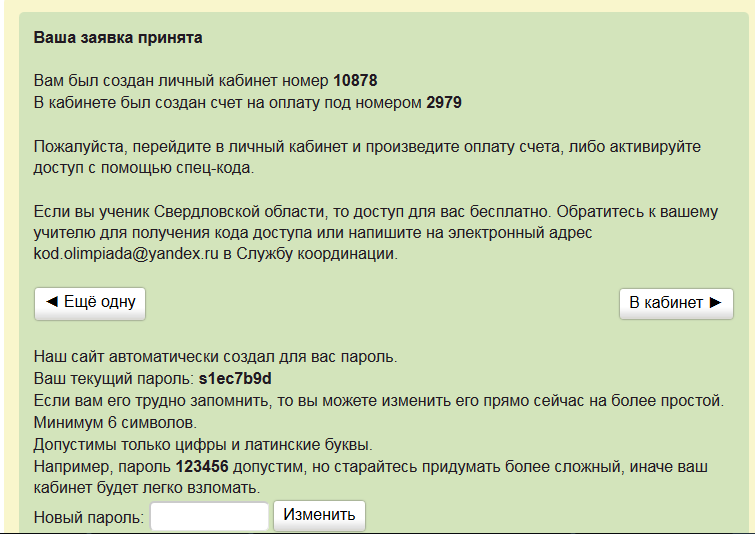 Ваша заявка принята
Вам был создан личный кабинет номер 10878
В кабинете был создан счет на оплату под номером 2979
Пожалуйста, перейдите в личный кабинет и произведите оплату счета, либо активируйте
доступ с помощью спец-кода.
Если вы ученик Свердловской области, то доступ для вас бесплатно. Обратитесь к вашему
учителю для получения кода доступа или напишите на электронный адрес
kod.olimpiada@yandex.ru в Службу координации.
◄ Ещё одну
В кабинет ►
Наш сайт автоматически создал для вас пароль.
Ваш текущий пароль: s1ec7b9d
Если вам его трудно запомнить, то вы можете изменить его прямо сейчас на более простой.
Минимум 6 символов.
Допустимы только цифры и латинские буквы.
Например, пароль 123456 допустим, но старайтесь придумать более сложный, иначе ваш
кабинет будет легко взломать.
Новый пароль: Изменить